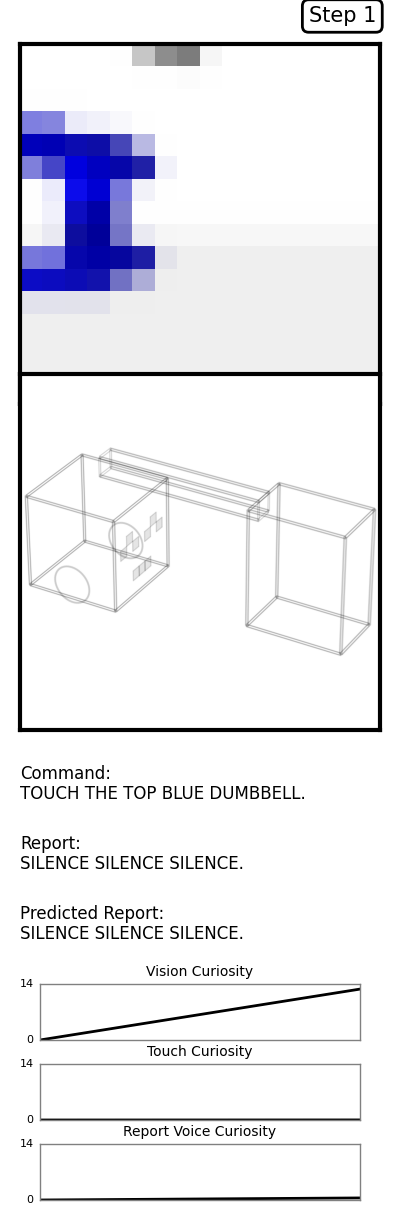 Step 1
Command:
TOUCH THE TOP BLUE DUMBBELL.
Report:
SILENCE SILENCE SILENCE.
Predicted Report:
SILENCE SILENCE SILENCE.
Vision Curiosity
14
0
Touch Curiosity
14
0
Report Voice Curiosity
14
0